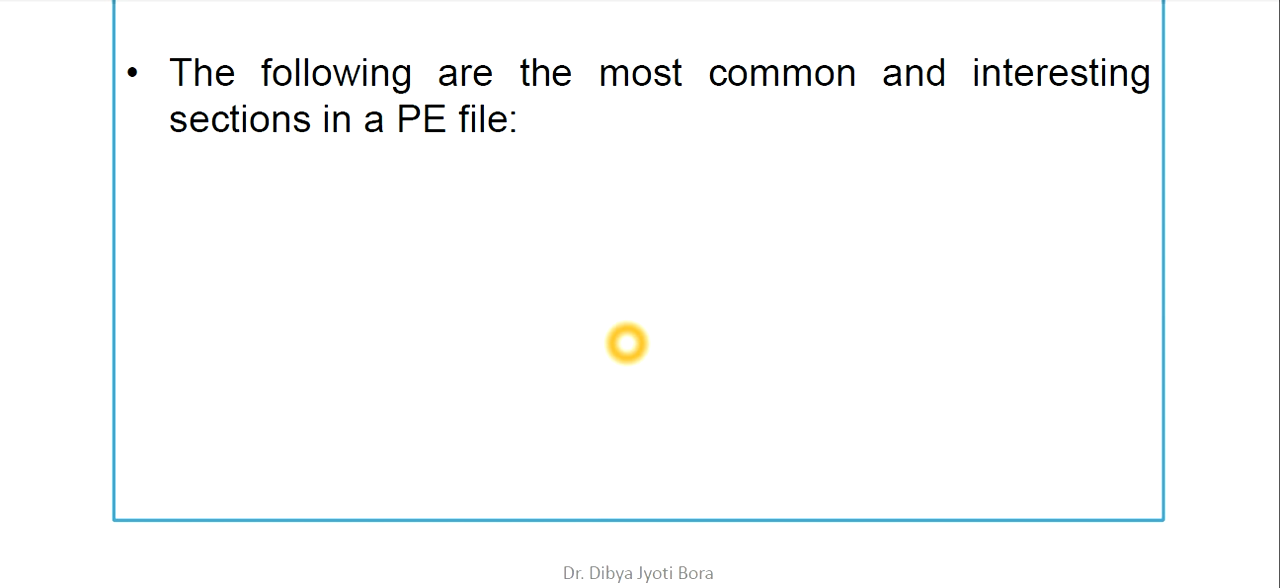 • The following are the most common and interesting
sections in a PE file:
Dr. Dibya Jyoti Bora